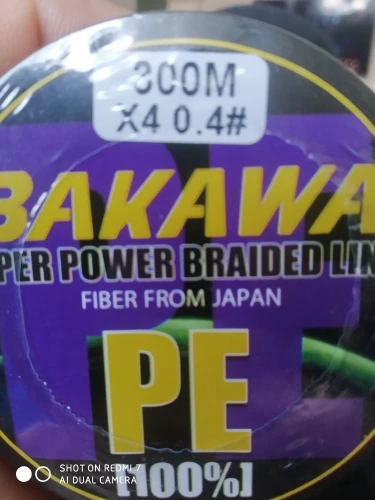 300M
X4 0.4#
BAKAWA
PER POWER BRAIDED LIN
FIBER FROM JAPAN
PE
[100%]
SHOT ON REDMI 7
AI DUAL CAMERA